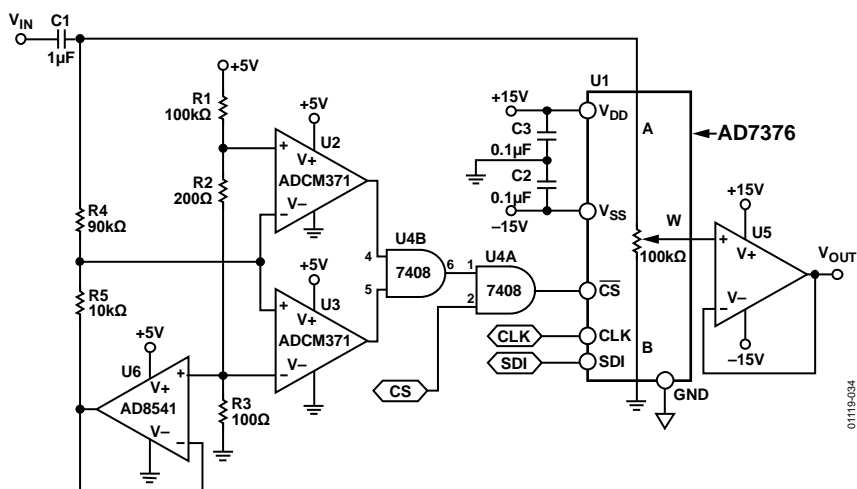 VIN
C1
1µF
+5V
R1
100kΩ
R2
200Ω
R4
90kΩ
R5
10kΩ
+5V
U2
+
V+
ADCM371
V–
–
+5V
U3
+
V+
ADCM371
V–
–
+5V
U6
V+
+
AD8541
V–
–
R3
100Ω
U4B
4
7408
6
5
U4A
1
7408
2
CS
U1
+15V
VDD
C3
0.1µF
C2
0.1µF
–15V
VSS
A
AD7376
W
100kΩ
CS
CLK
CLK
SDI
SDI
B
GND
+15V
U5
+
V+
V–
–
–15V
VOUT
01119-034